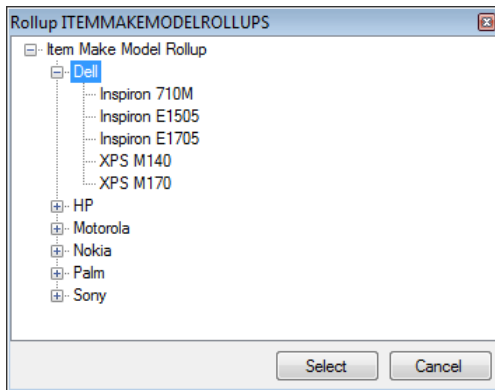 Rollup ITEMMAKEMODELROLLUPS
Item Make Model Rollup
Dell
Inspiron 710M
Inspiron E1505
Inspiron E1705
XPS M140
XPS M170
HP
Motorola
Nokia
Palm
Sony
Select Cancel